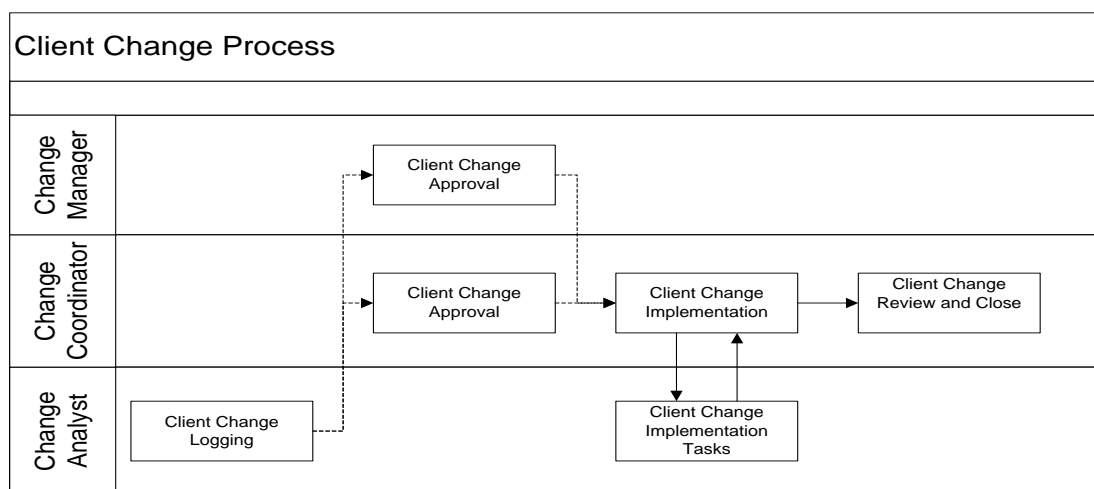 Client Change Process
Change
Manager
Client Change
Approval
Change
Coordinator
Client Change
Approval
Client Change
Implementation
Client Change
Review and Close
Change
Analyst
Client Change
Logging
Client Change
Implementation
Tasks